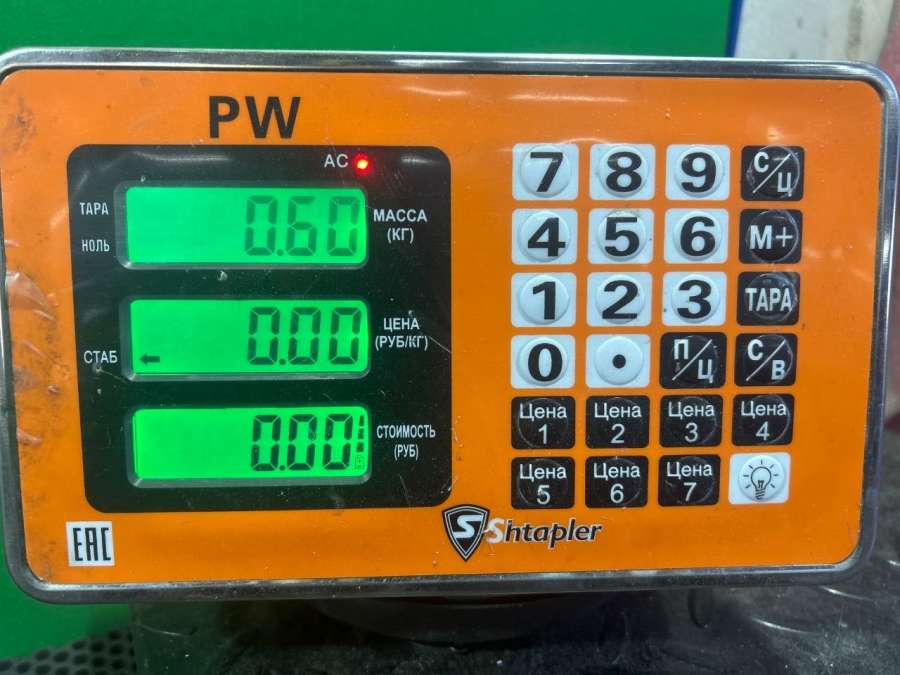 PW
AC
ТАРА
НОЛЬ
0.60
МАССА
(КГ)
СТАБ
0.00
ЦЕНА
(РУБ/КГ)
0.00
СТОИМОСТЬ
(РУБ)
7 8 9 С/Ц
4 5 6 М+
1 2 3 ТАРА
0 • П/Ц С/В
Цена 1 Цена 2 Цена 3 Цена 4
Цена 5 Цена 6 Цена 7
EAC
S Shtapler